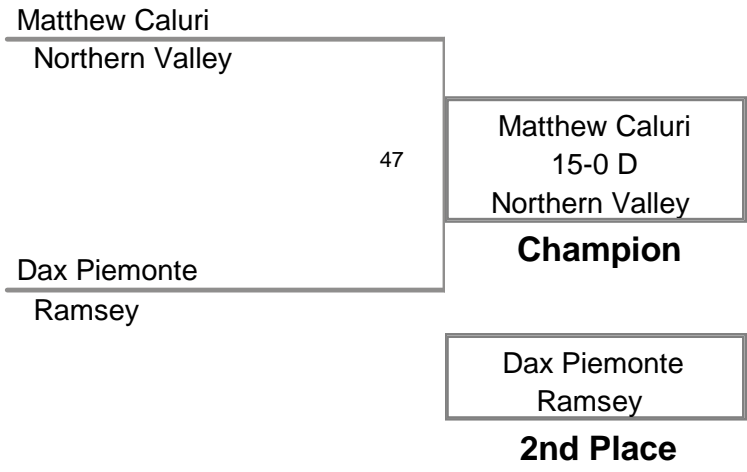 Matthew Caluri
Northern Valley
47
Matthew Caluri
15-0 D
Northern Valley
Champion
Dax Piemonte
Ramsey
Dax Piemonte
Ramsey
2nd Place